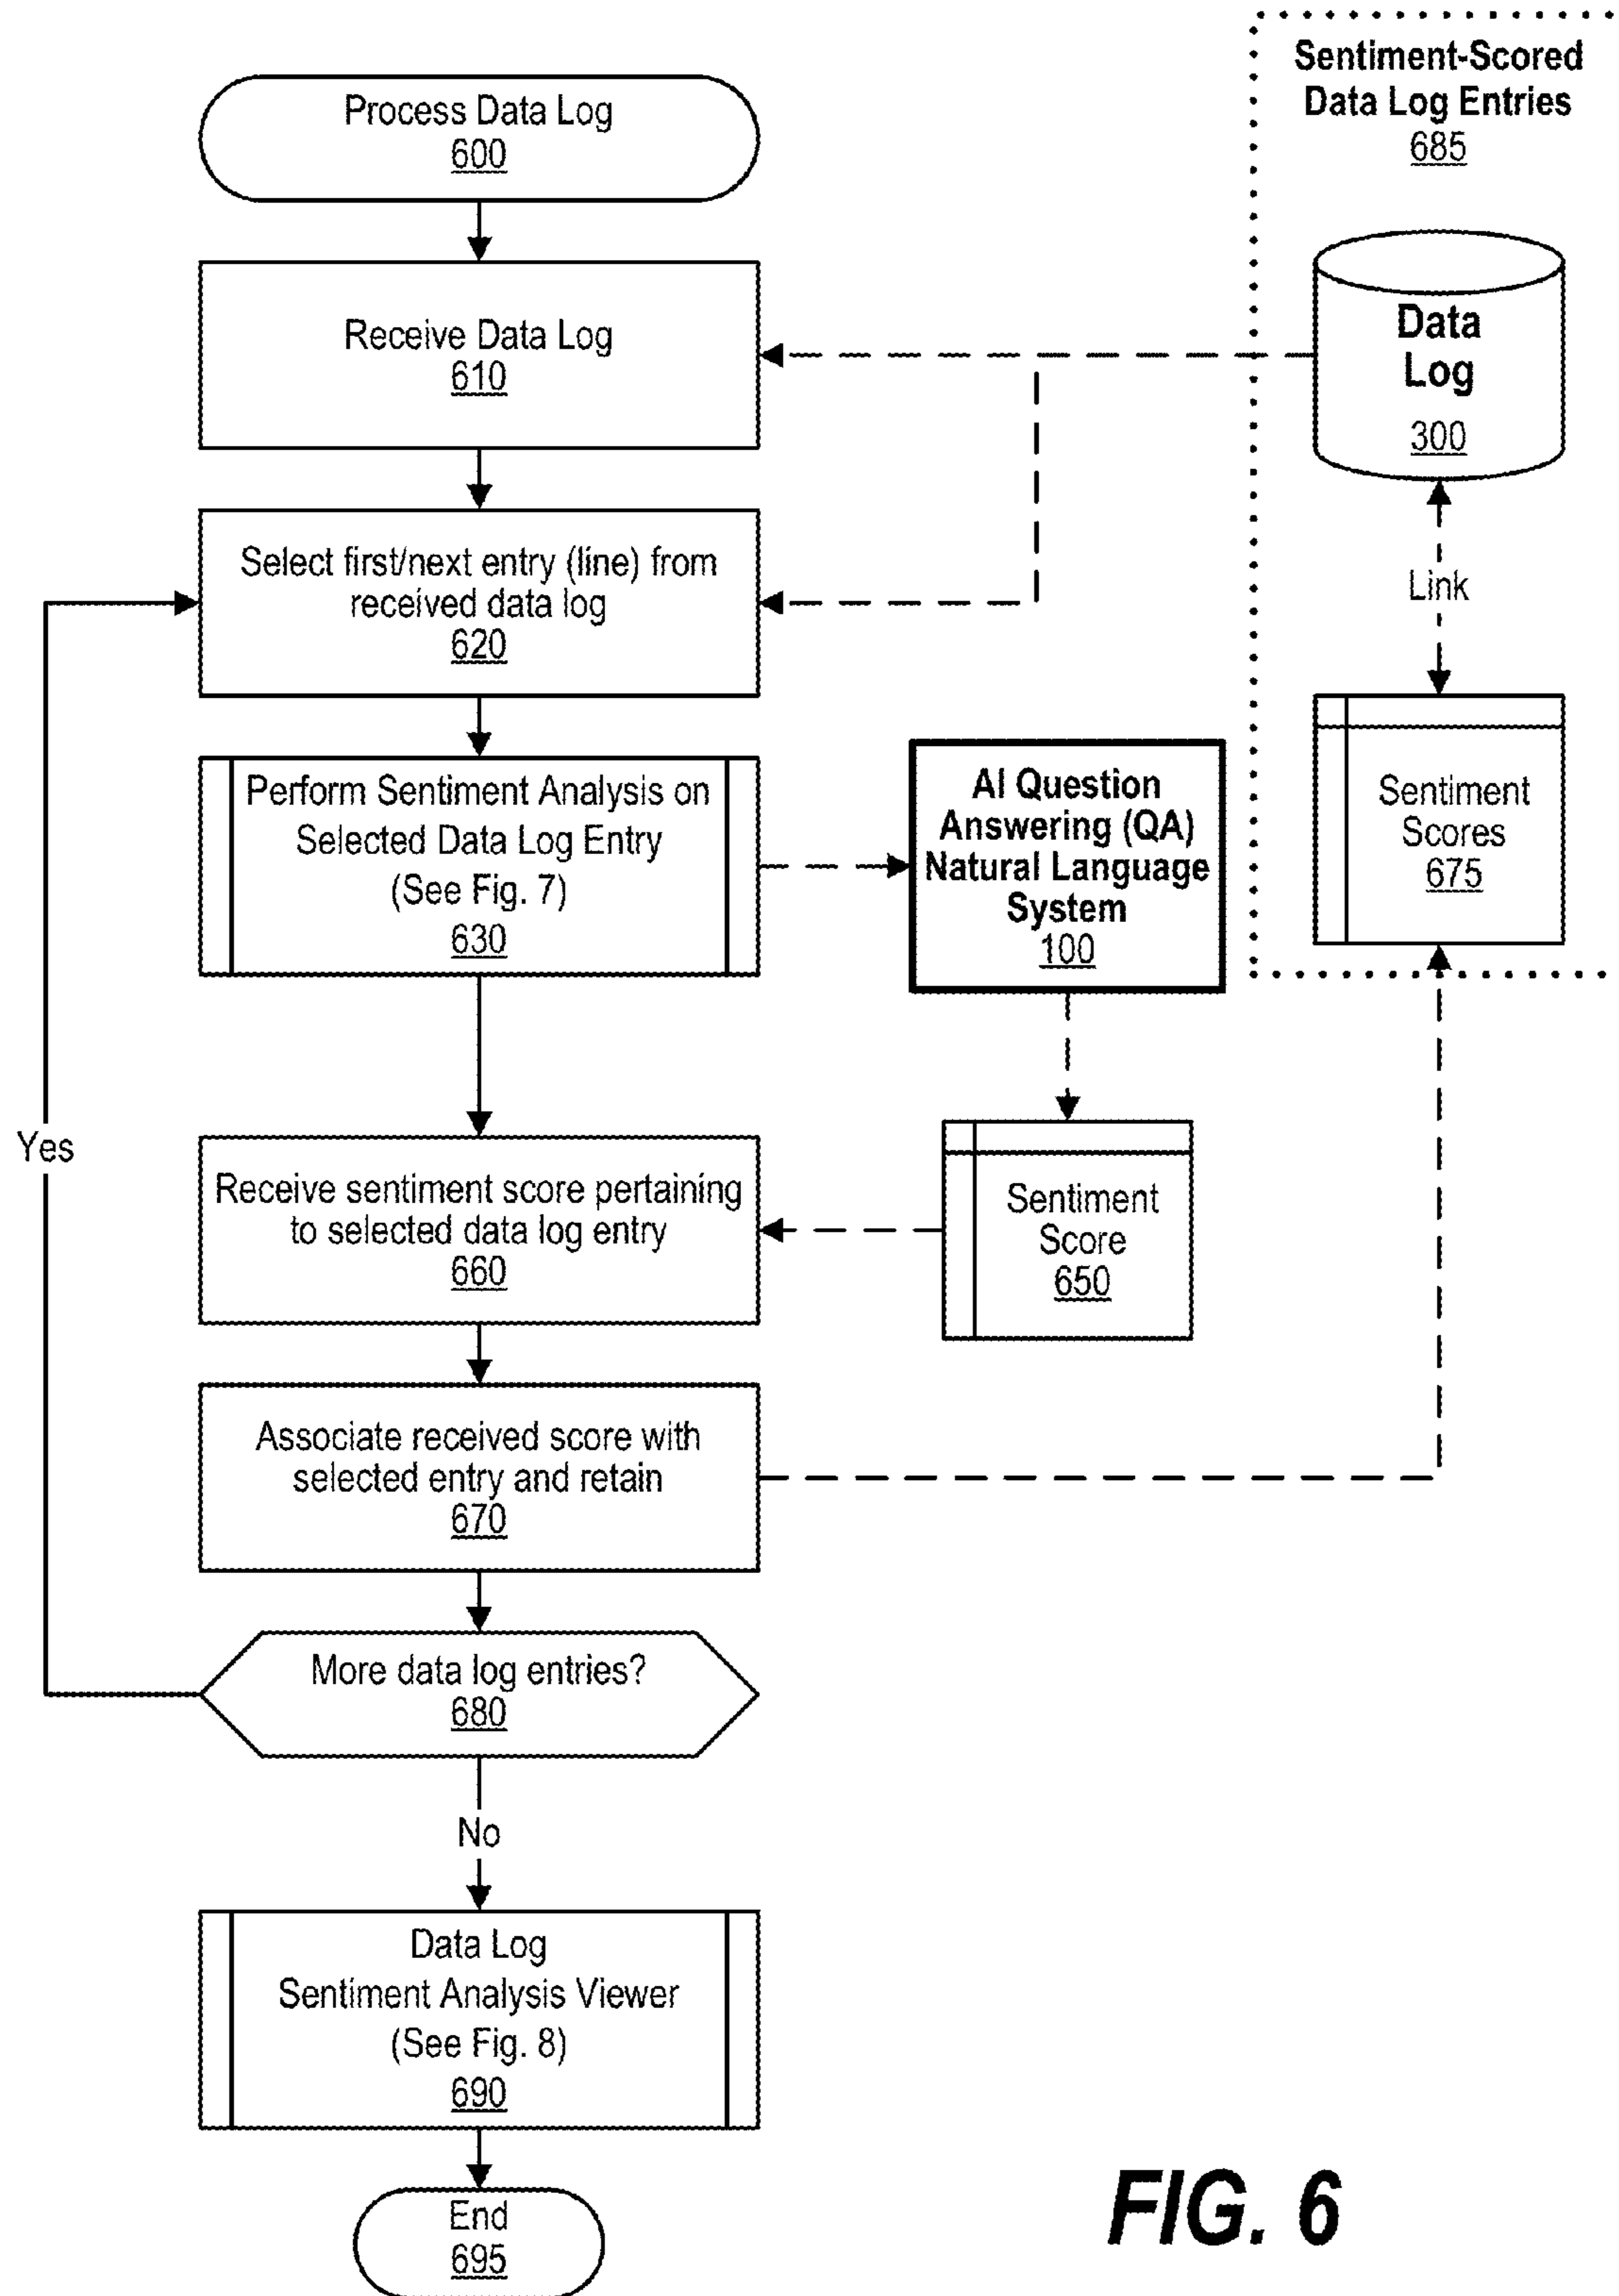 Process Data Log
600
Sentiment-Scored
Data Log Entries
685
Receive Data Log
610
Data
Log
300
Select first/next entry (line) from
received data log
620
Link
Perform Sentiment Analysis on
Selected Data Log Entry
(See Fig. 7)
630
AI Question
Answering (QA)
Natural Language
System
100
Sentiment
Scores
675
Yes
Receive sentiment score pertaining
to selected data log entry
660
Sentiment
Score
650
Associate received score with
selected entry and retain
670
More data log entries?
680
No
Data Log
Sentiment Analysis Viewer
(See Fig. 8)
690
End
695
FIG. 6